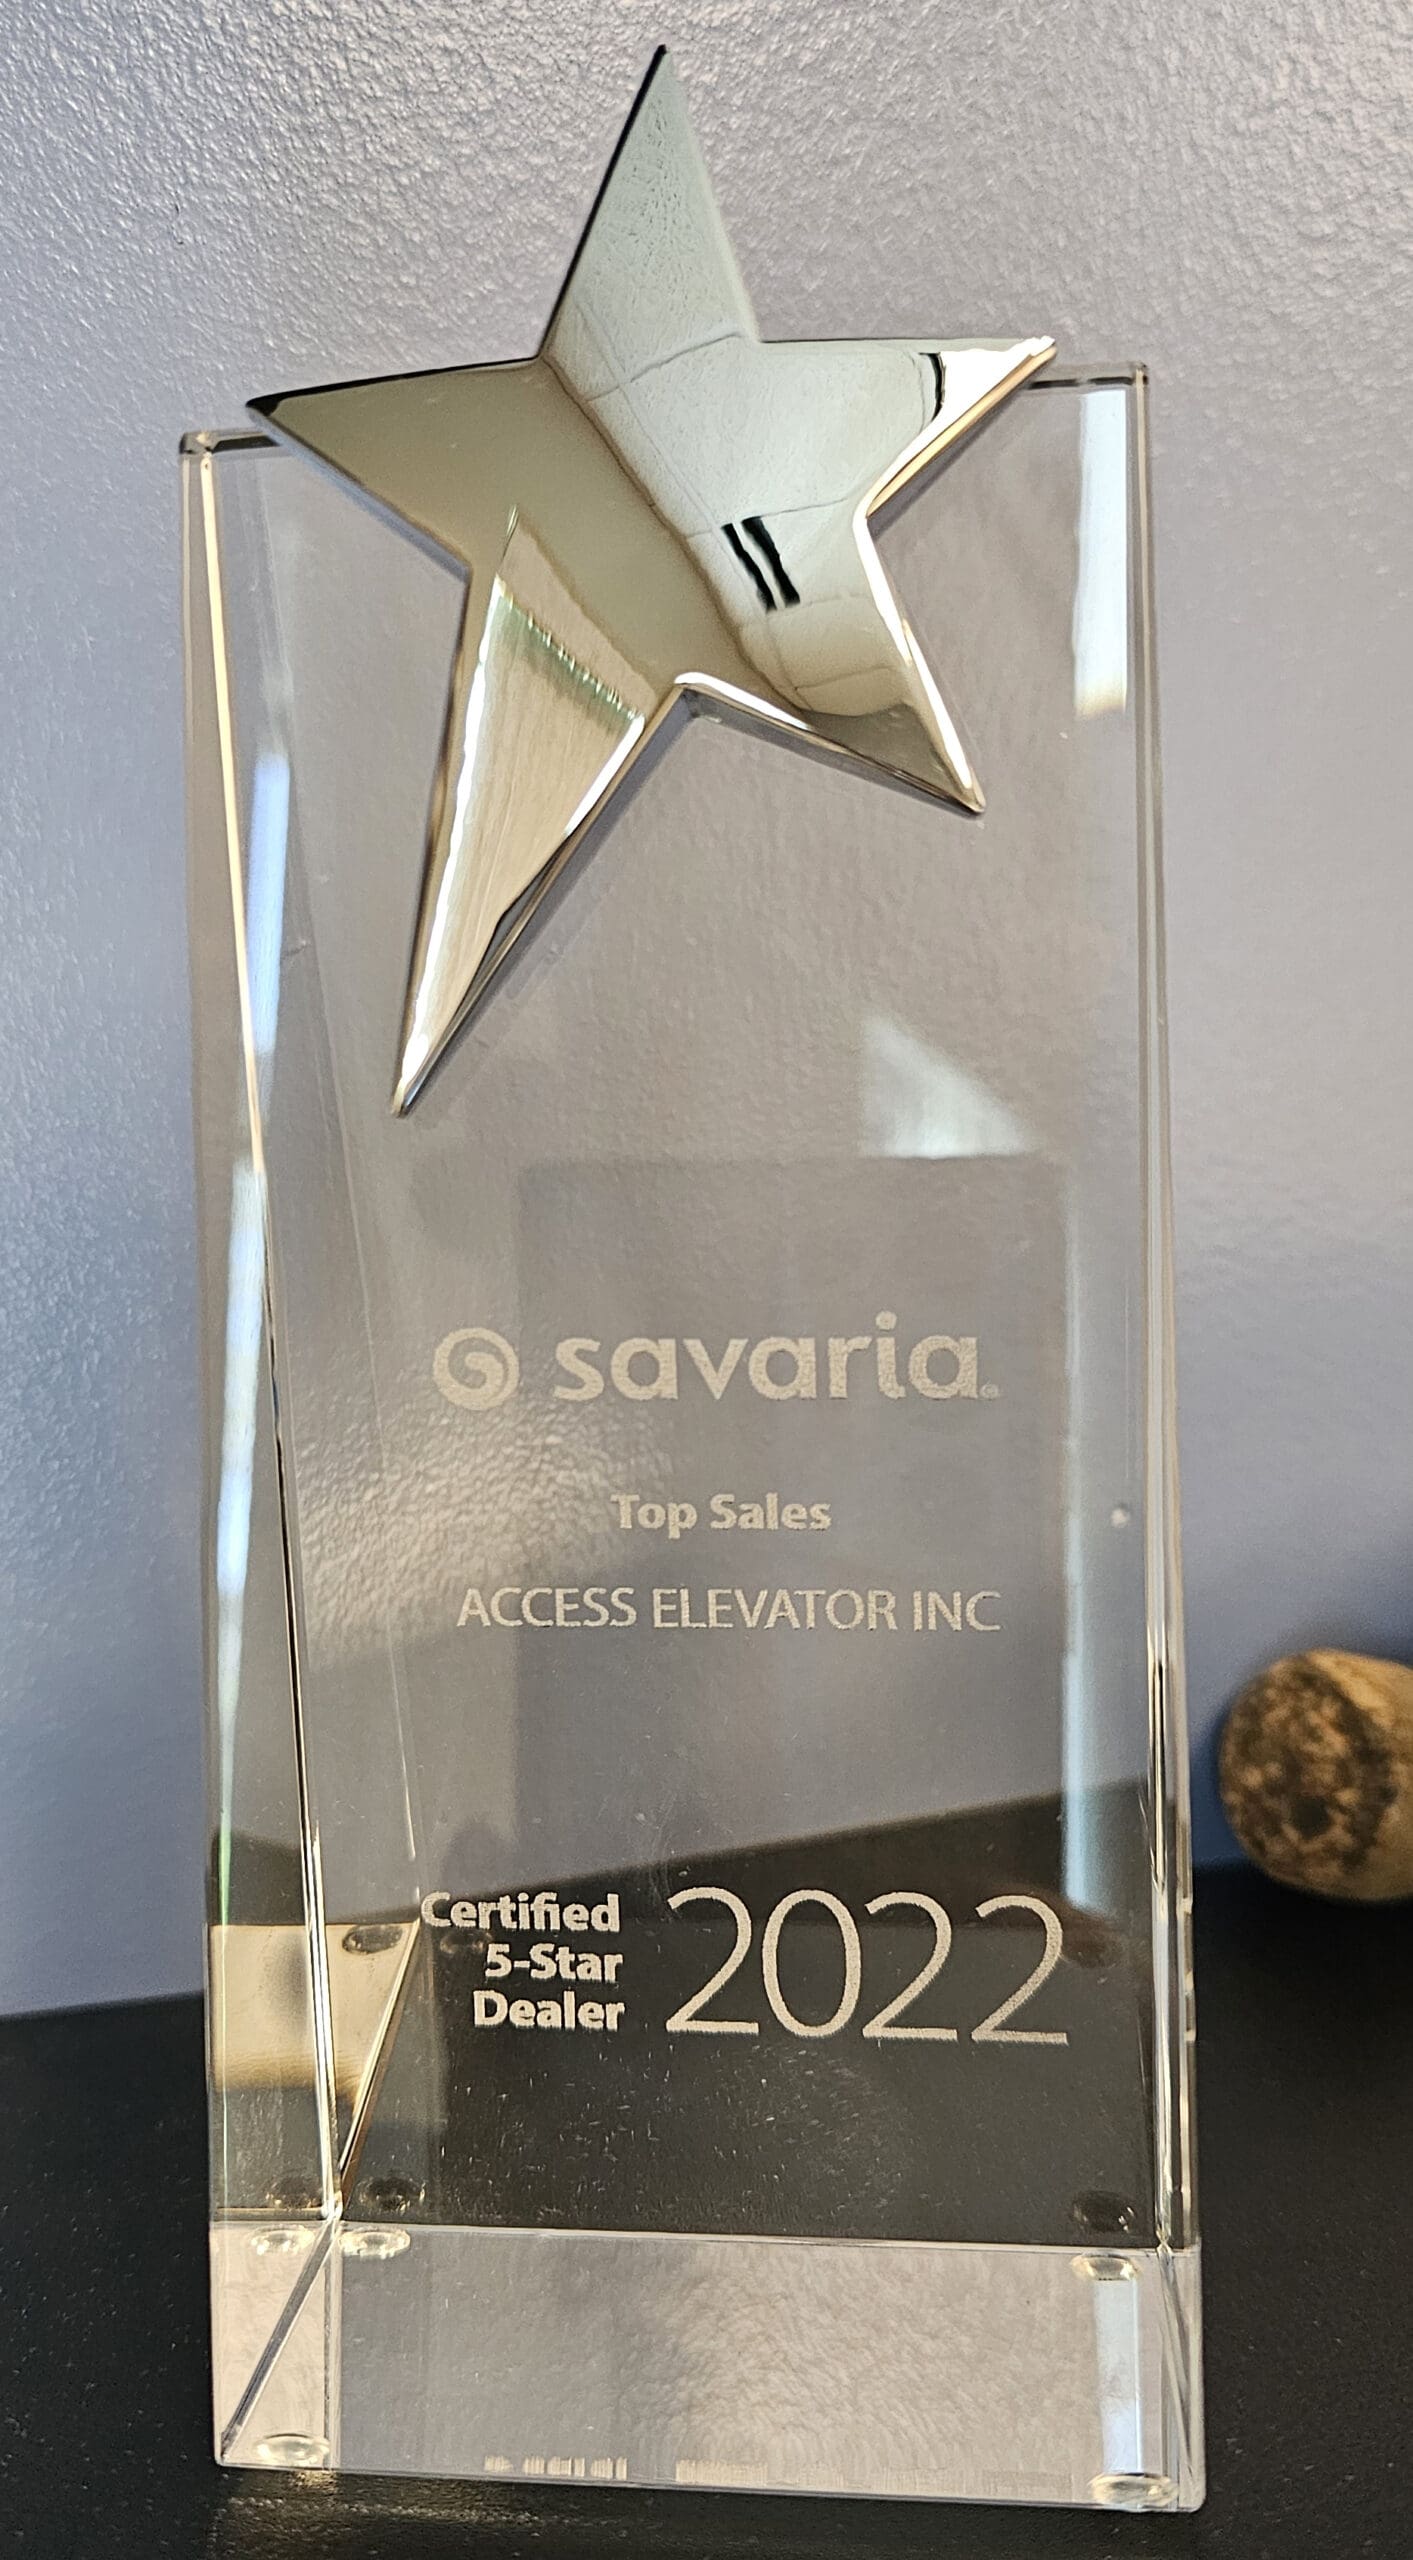 savaria®
Top Sales
ACCESS ELEVATOR INC
Certified
5-Star
Dealer
2022